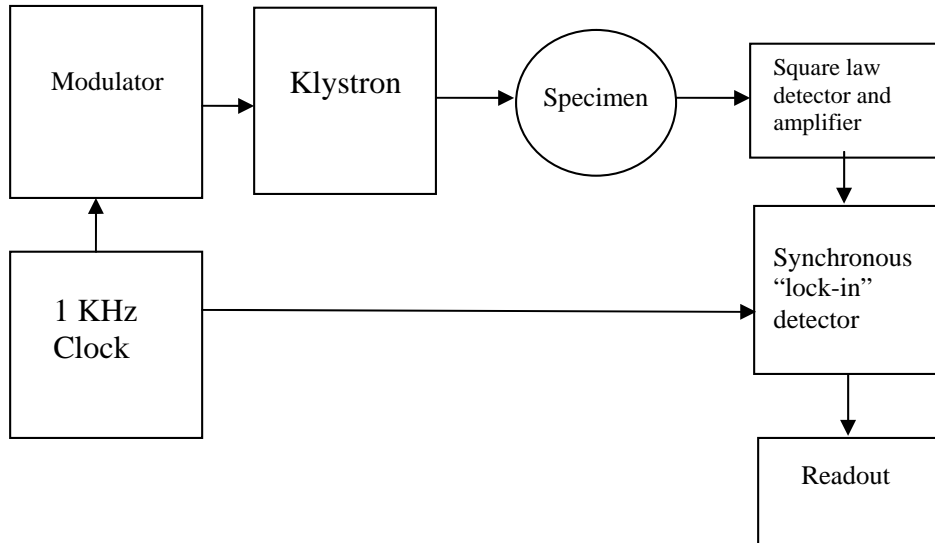 Modulator
Klystron
Specimen
Square law
detector and
amplifier
1 KHz
Clock
Synchronous
“lock-in”
detector
Readout